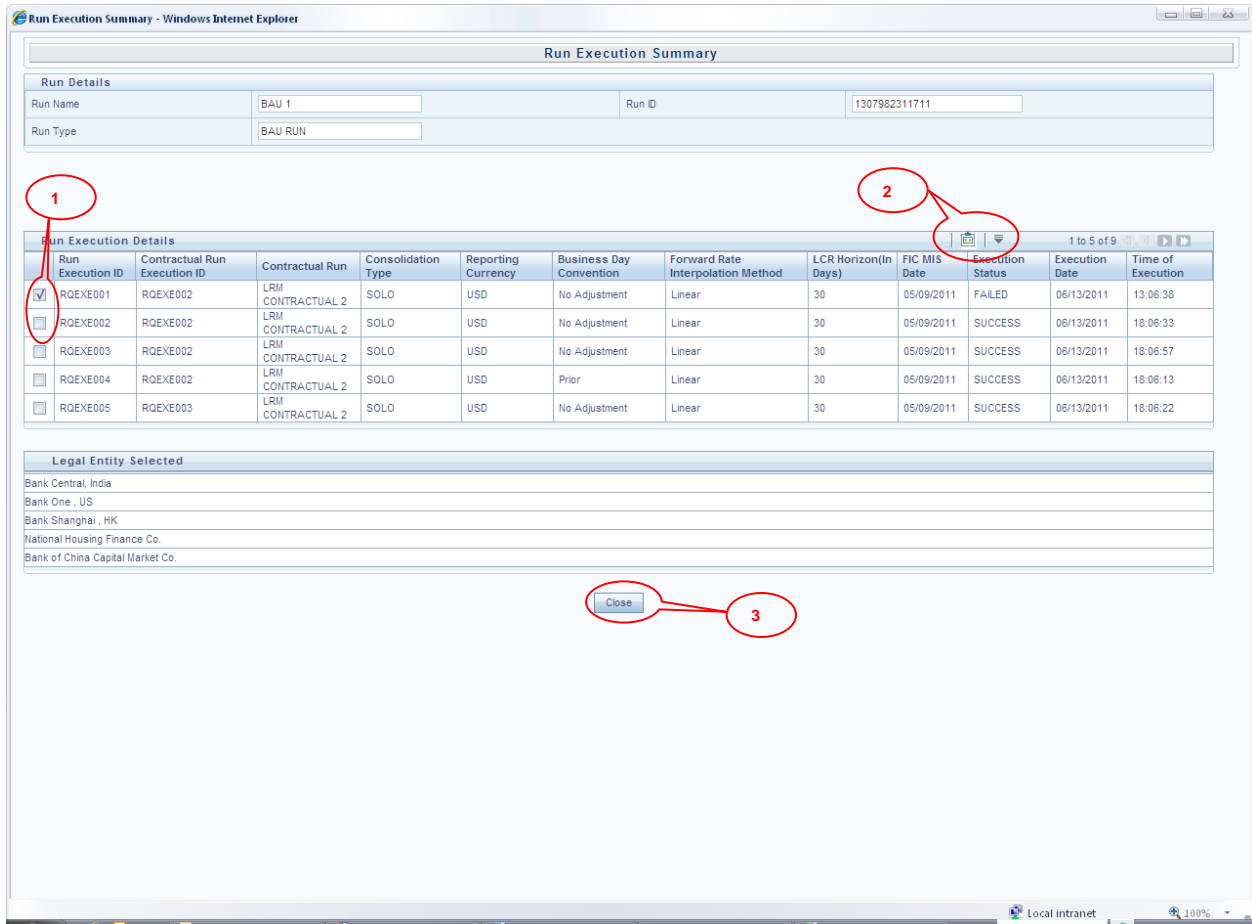 Run Execution Summary - Windows Internet Explorer
Run Execution Summary
Run Details
Run Name BAU 1 Run ID 1307982311711
Run Type BAU RUN
1
2
Run Execution Details 1 to 5 of 9
Run Execution ID Contractual Run Execution ID Contractual Run Consolidation Type Reporting Currency Business Day Convention Forward Rate Interpolation Method LCR Horizon(In Days) FIC MIS Date Execution Status Execution Date Time of Execution
RQEXE001 RQEXE002 LRM CONTRACTUAL 2 SOLO USD No Adjustment Linear 30 05/09/2011 FAILED 06/13/2011 13:06:38
RQEXE002 RQEXE002 LRM CONTRACTUAL 2 SOLO USD No Adjustment Linear 30 05/09/2011 SUCCESS 06/13/2011 18:06:33
RQEXE003 RQEXE002 LRM CONTRACTUAL 2 SOLO USD No Adjustment Linear 30 05/09/2011 SUCCESS 06/13/2011 18:06:57
RQEXE004 RQEXE002 LRM CONTRACTUAL 2 SOLO USD Prior Linear 30 05/09/2011 SUCCESS 06/13/2011 18:06:13
RQEXE005 RQEXE003 LRM CONTRACTUAL 2 SOLO USD No Adjustment Linear 30 05/09/2011 SUCCESS 06/13/2011 18:06:22
Legal Entity Selected
Bank Central, India
Bank One , US
Bank Shanghai , HK
National Housing Finance Co.
Bank of China Capital Market Co.
Close
3
Local intranet 100%